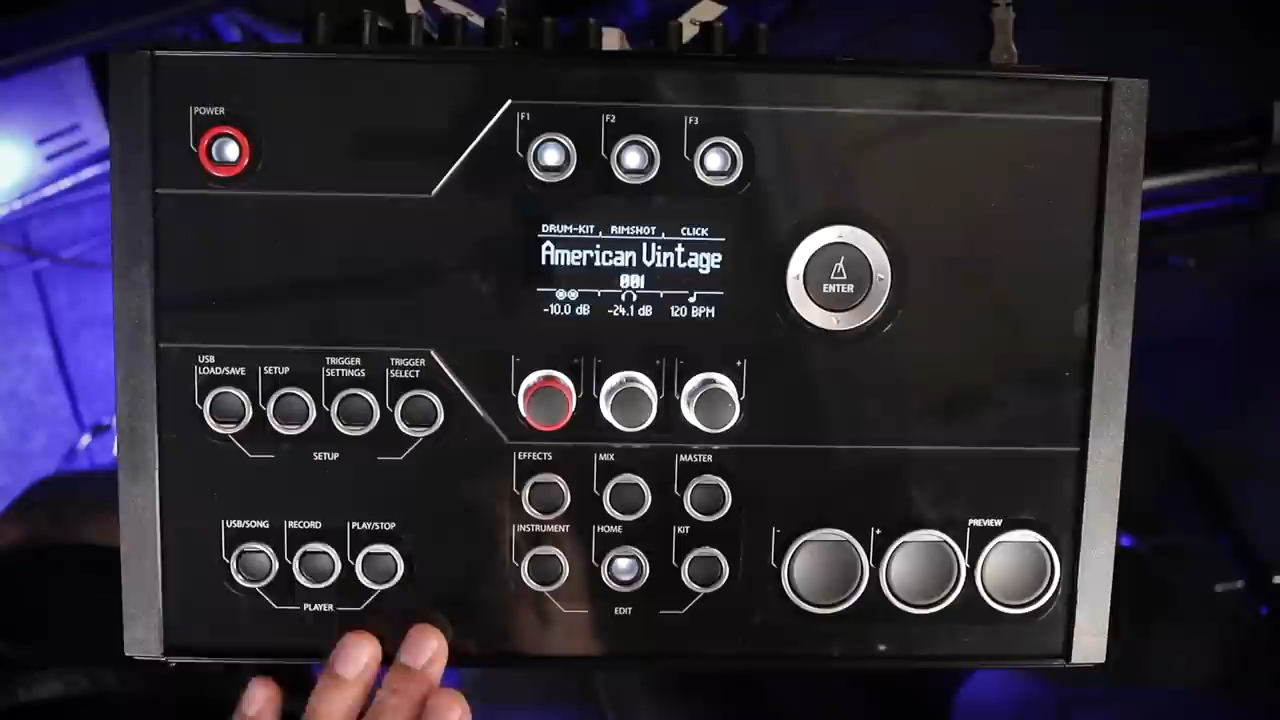 POWER
F1 F2 F3
DRUM-KIT RIMSHOT CLICK
American Vintage
001
-10.0 dB -24.1 dB 120 BPM
ENTER
USB LOAD/SAVE
SETUP
TRIGGER SETTINGS
TRIGGER SELECT
- + - + - +
SETUP
EFFECTS MIX MASTER
USB/SONG RECORD PLAY/STOP
INSTRUMENT HOME KIT
- + PREVIEW
PLAYER
EDIT